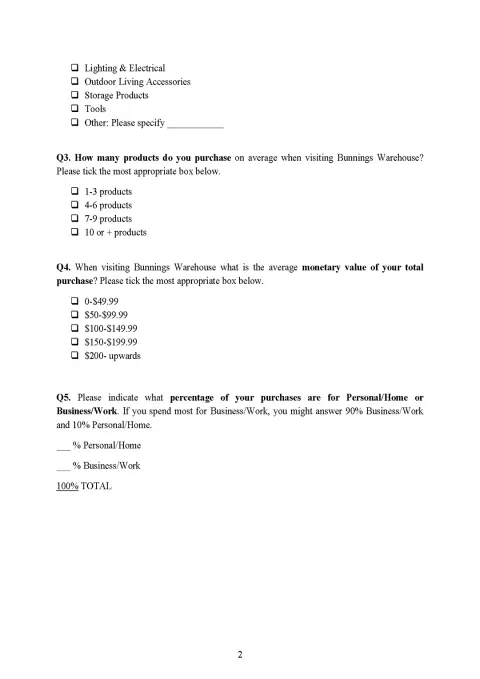 ❑ Lighting & Electrical
❑ Outdoor Living Accessories
❑ Storage Products
❑ Tools
❑ Other: Please specify ____________
Q3. How many products do you purchase on average when visiting Bunnings Warehouse?
Please tick the most appropriate box below.
❑ 1-3 products
❑ 4-6 products
❑ 7-9 products
❑ 10 or + products
Q4. When visiting Bunnings Warehouse what is the average monetary value of your total
purchase? Please tick the most appropriate box below.
❑ 0-$49.99
❑ $50-$99.99
❑ $100-$149.99
❑ $150-$199.99
❑ $200- upwards
Q5. Please indicate what percentage of your purchases are for Personal/Home or
Business/Work. If you spend most for Business/Work, you might answer 90% Business/Work
and 10% Personal/Home.
___ % Personal/Home
___ % Business/Work
100% TOTAL
2